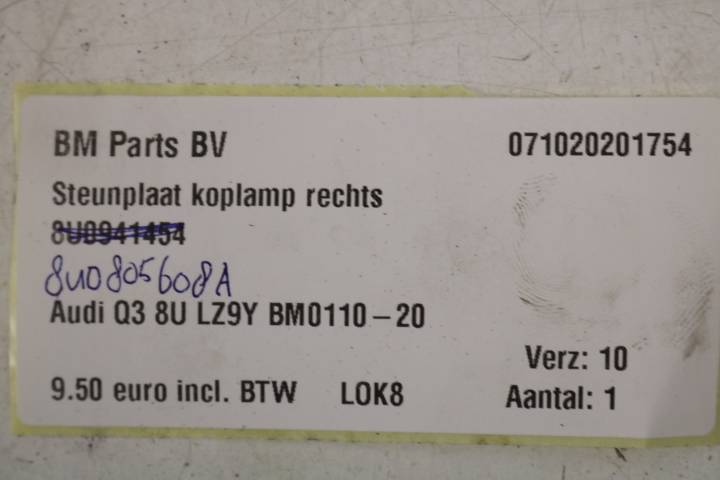 BM Parts BV 071020201754
Steunplaat koplamp rechts
8U0941454
8U0805608A
Audi Q3 8U LZ9Y BM0110-20
Verz: 10
9.50 euro incl. BTW LOK8 Aantal: 1